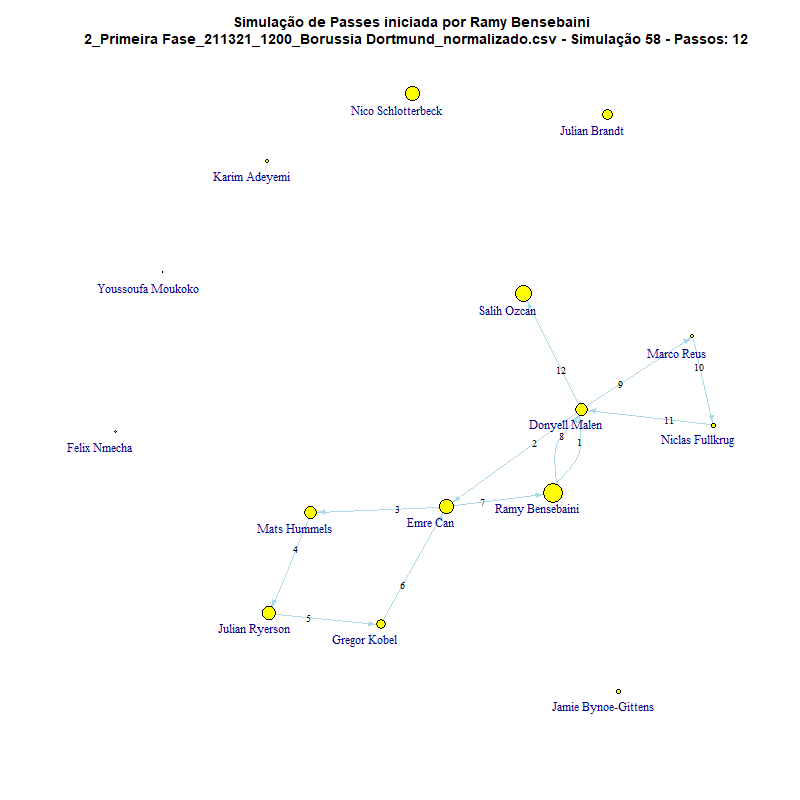 Simulação de Passes iniciada por Ramy Bensebaini
2_Primeira Fase_211321_1200_Borussia Dortmund_normalizado.csv - Simulação 58 - Passos: 12
Nico Schlotterbeck
Julian Brandt
Karim Adeyemi
Youssoufa Moukoko
Salih Ozcan
Marco Reus
10
12
9
Donyell Malen
11
Niclas Fullkrug
8
2
1
Felix Nmecha
7
Ramy Bensebaini
3
Emre Can
Mats Hummels
4
6
5
Julian Ryerson
Gregor Kobel
Jamie Bynoe-Gittens